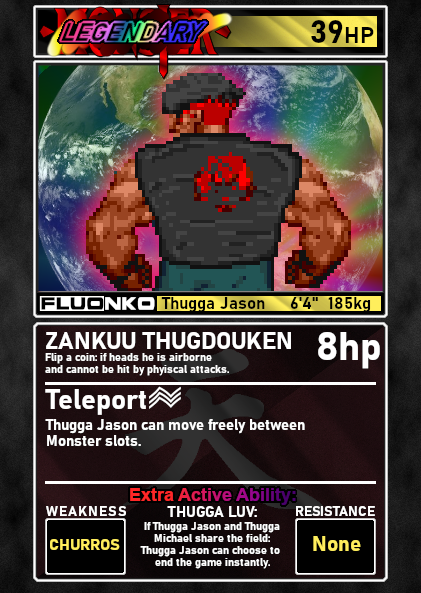 LEGENDARY
39HP
FLUONKO Thugga Jason 6'4" 185kg
ZANKUU THUGDOUKEN 8hp
Flip a coin: if heads he is airborne
and cannot be hit by phyiscal attacks.
Teleport
Thugga Jason can move freely between
Monster slots.
Extra Active Ability:
WEAKNESS
CHURROS
THUGGA LUV:
If Thugga Jason and Thugga
Michael share the field:
Thugga Jason can choose to
end the game instantly.
RESISTANCE
None